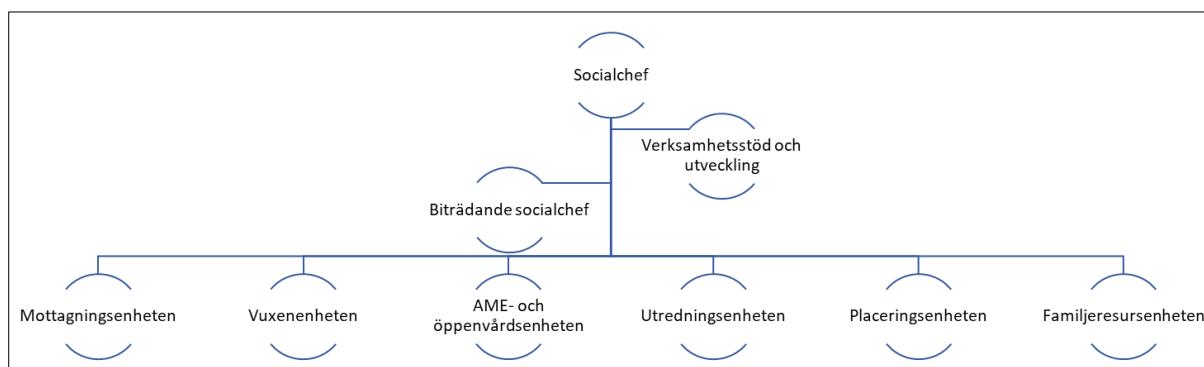 Socialchef
Verksamhetsstöd och
utveckling
Biträdande socialchef
Mottagningsenheten
Vuxenenheten
AME- och
öppenvårdsenheten
Utredningsenheten
Placeringsenheten
Familjeresursenheten